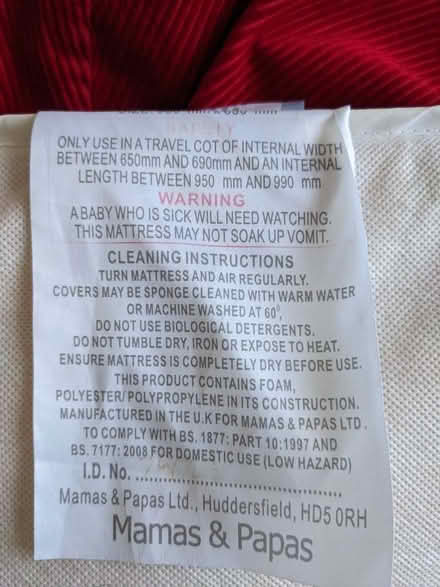 ONLY USE IN A TRAVEL COT OF INTERNAL WIDTH
BETWEEN 650mm AND 690mm AND AN INTERNAL
LENGTH BETWEEN 950 mm AND 990 mm
WARNING
A BABY WHO IS SICK WILL NEED WATCHING.
THIS MATTRESS MAY NOT SOAK UP VOMIT.
CLEANING INSTRUCTIONS
TURN MATTRESS AND AIR REGULARLY.
COVERS MAY BE SPONGE CLEANED WITH WARM WATER
OR MACHINE WASHED AT 60⁰,
DO NOT USE BIOLOGICAL DETERGENTS.
DO NOT TUMBLE DRY, IRON OR EXPOSE TO HEAT.
ENSURE MATTRESS IS COMPLETELY DRY BEFORE USE.
THIS PRODUCT CONTAINS FOAM,
POLYESTER/ POLYPROPYLENE IN ITS CONSTRUCTION.
MANUFACTURED IN THE U.K FOR MAMAS & PAPAS LTD.
TO COMPLY WITH BS. 1877: PART 10:1997 AND
BS. 7177: 2008 FOR DOMESTIC USE (LOW HAZARD)
I.D. No. ..........................................
Mamas & Papas Ltd., Huddersfield, HD5 0RH
Mamas & Papas